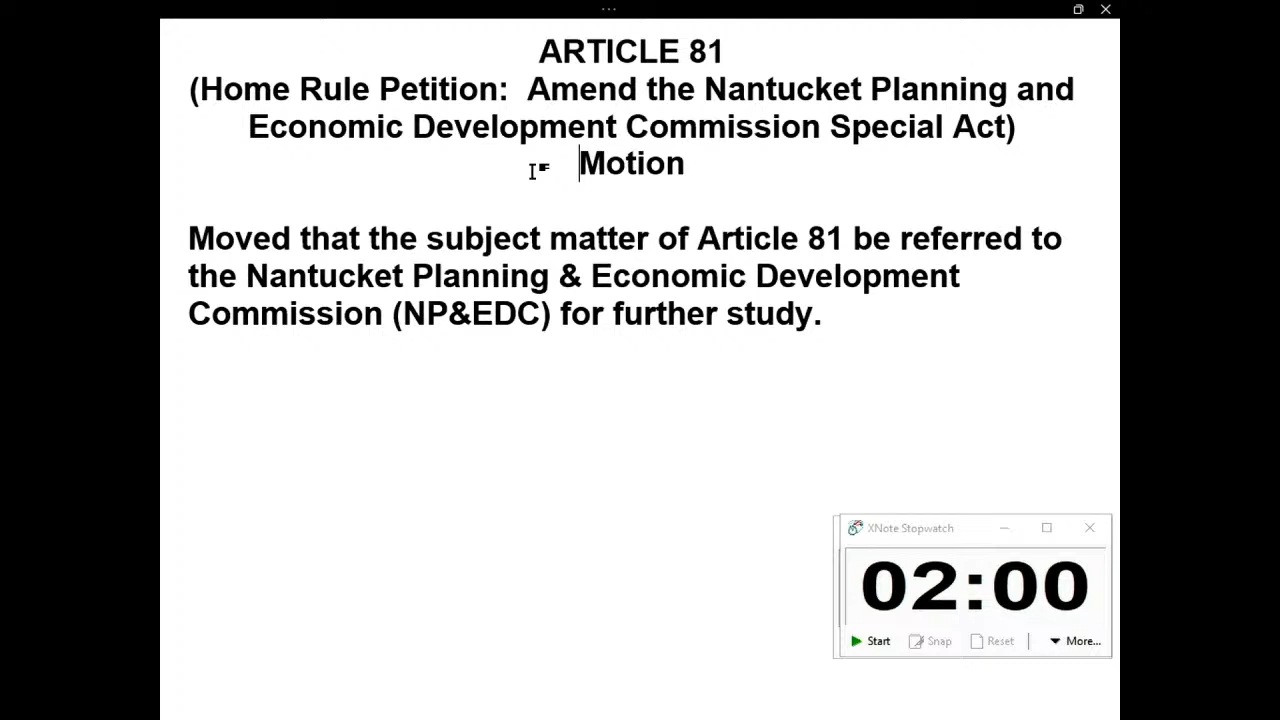 ARTICLE 81
(Home Rule Petition:  Amend the Nantucket Planning and
Economic Development Commission Special Act)
Motion
Moved that the subject matter of Article 81 be referred to
the Nantucket Planning & Economic Development
Commission (NP&EDC) for further study.
XNote Stopwatch
02:00
Start Snap Reset More...